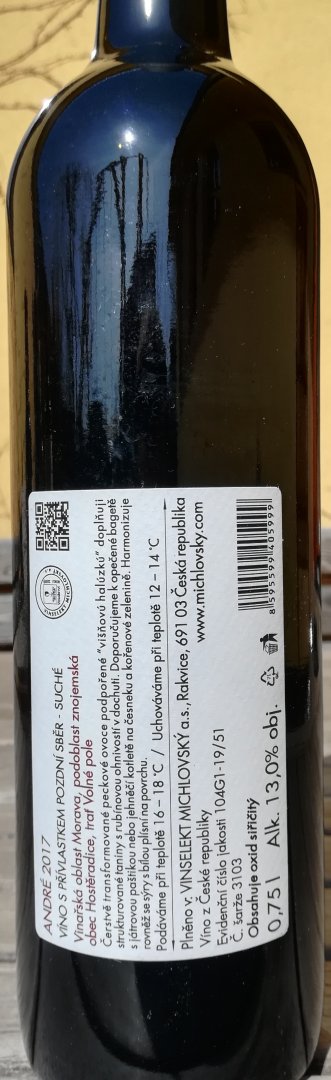 ANDRÉ 2017
VÍNO S PŘÍVLASTKEM POZDNÍ SBĚR - SUCHÉ
Vinařská oblast Morava, podoblast znojemská
obec Hostěradice, trať Volné pole
Čerstvě transformované peckové ovoce podpořené "višňovú halúzkú" doplňují
strukturované taniny s rubínovou ohnivostí v dochuti. Doporučujeme k opečené bagetě
s játrovou paštikou nebo jehněčí kotletě na česneku a kořenové zelenině. Harmonizuje
rovněž se sýry s bílou plísní na povrchu.
Podáváme při teplotě 16 – 18 °C / Uchováváme při teplotě 12 – 14 °C
Plněno v: VINSELEKT MICHLOVSKÝ a.s., Rakvice, 691 03 Česká republika
Víno z České republiky www.michlovsky.com
Evidenční číslo jakosti 104G1-19/51
Č. šarže 3103
Obsahuje oxid siřičitý
0,75 l Alk. 13,0% obj.
8595599405999